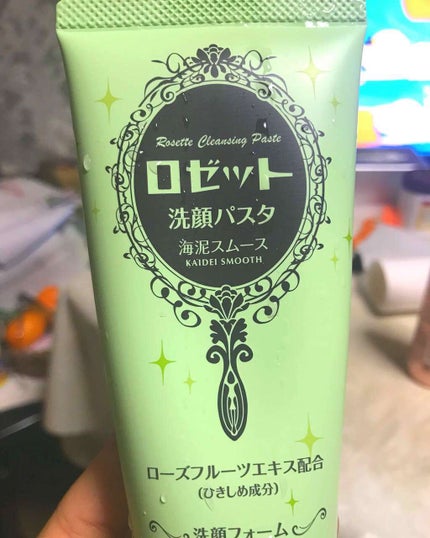 Rosette Cleansing Paste
ロゼット
洗顔パスタ
海泥スムース
KAIDEI SMOOTH
ローズフルーツエキス配合
(ひきしめ成分)
洗顔フォーム